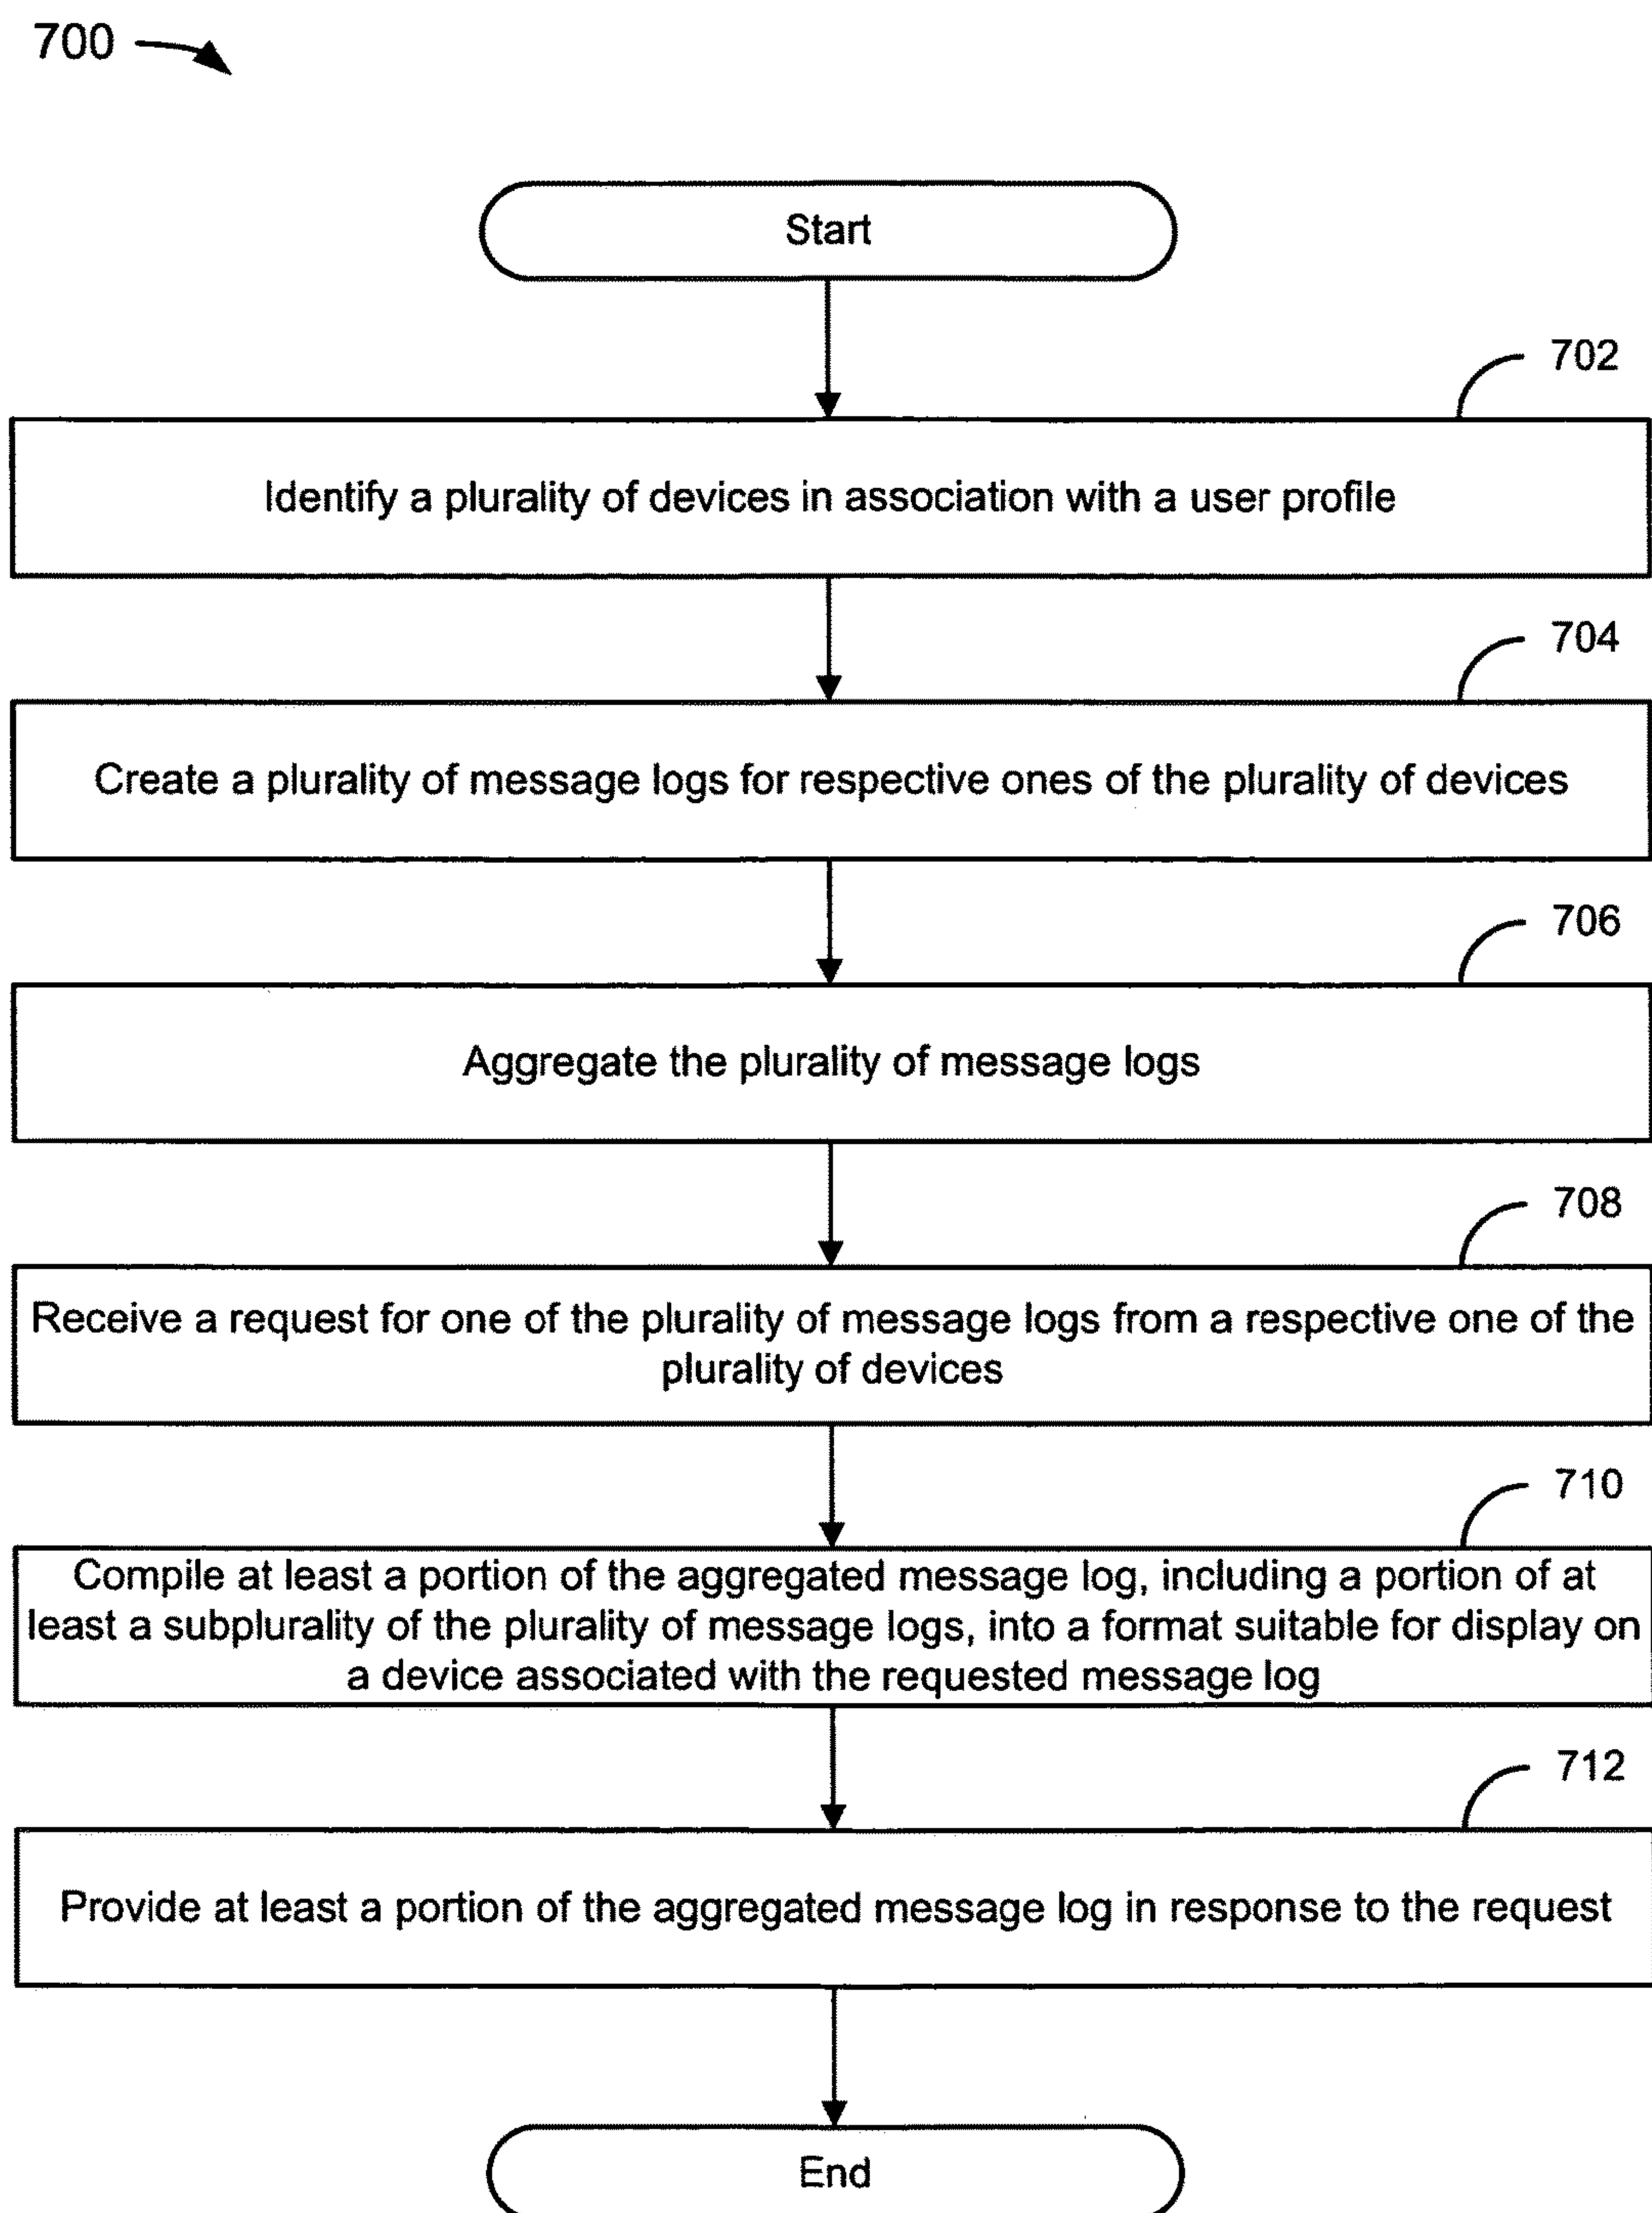 700
Start
702
Identify a plurality of devices in association with a user profile
704
Create a plurality of message logs for respective ones of the plurality of devices
706
Aggregate the plurality of message logs
708
Receive a request for one of the plurality of message logs from a respective one of the
plurality of devices
710
Compile at least a portion of the aggregated message log, including a portion of at
least a subplurality of the plurality of message logs, into a format suitable for display on
a device associated with the requested message log
712
Provide at least a portion of the aggregated message log in response to the request
End